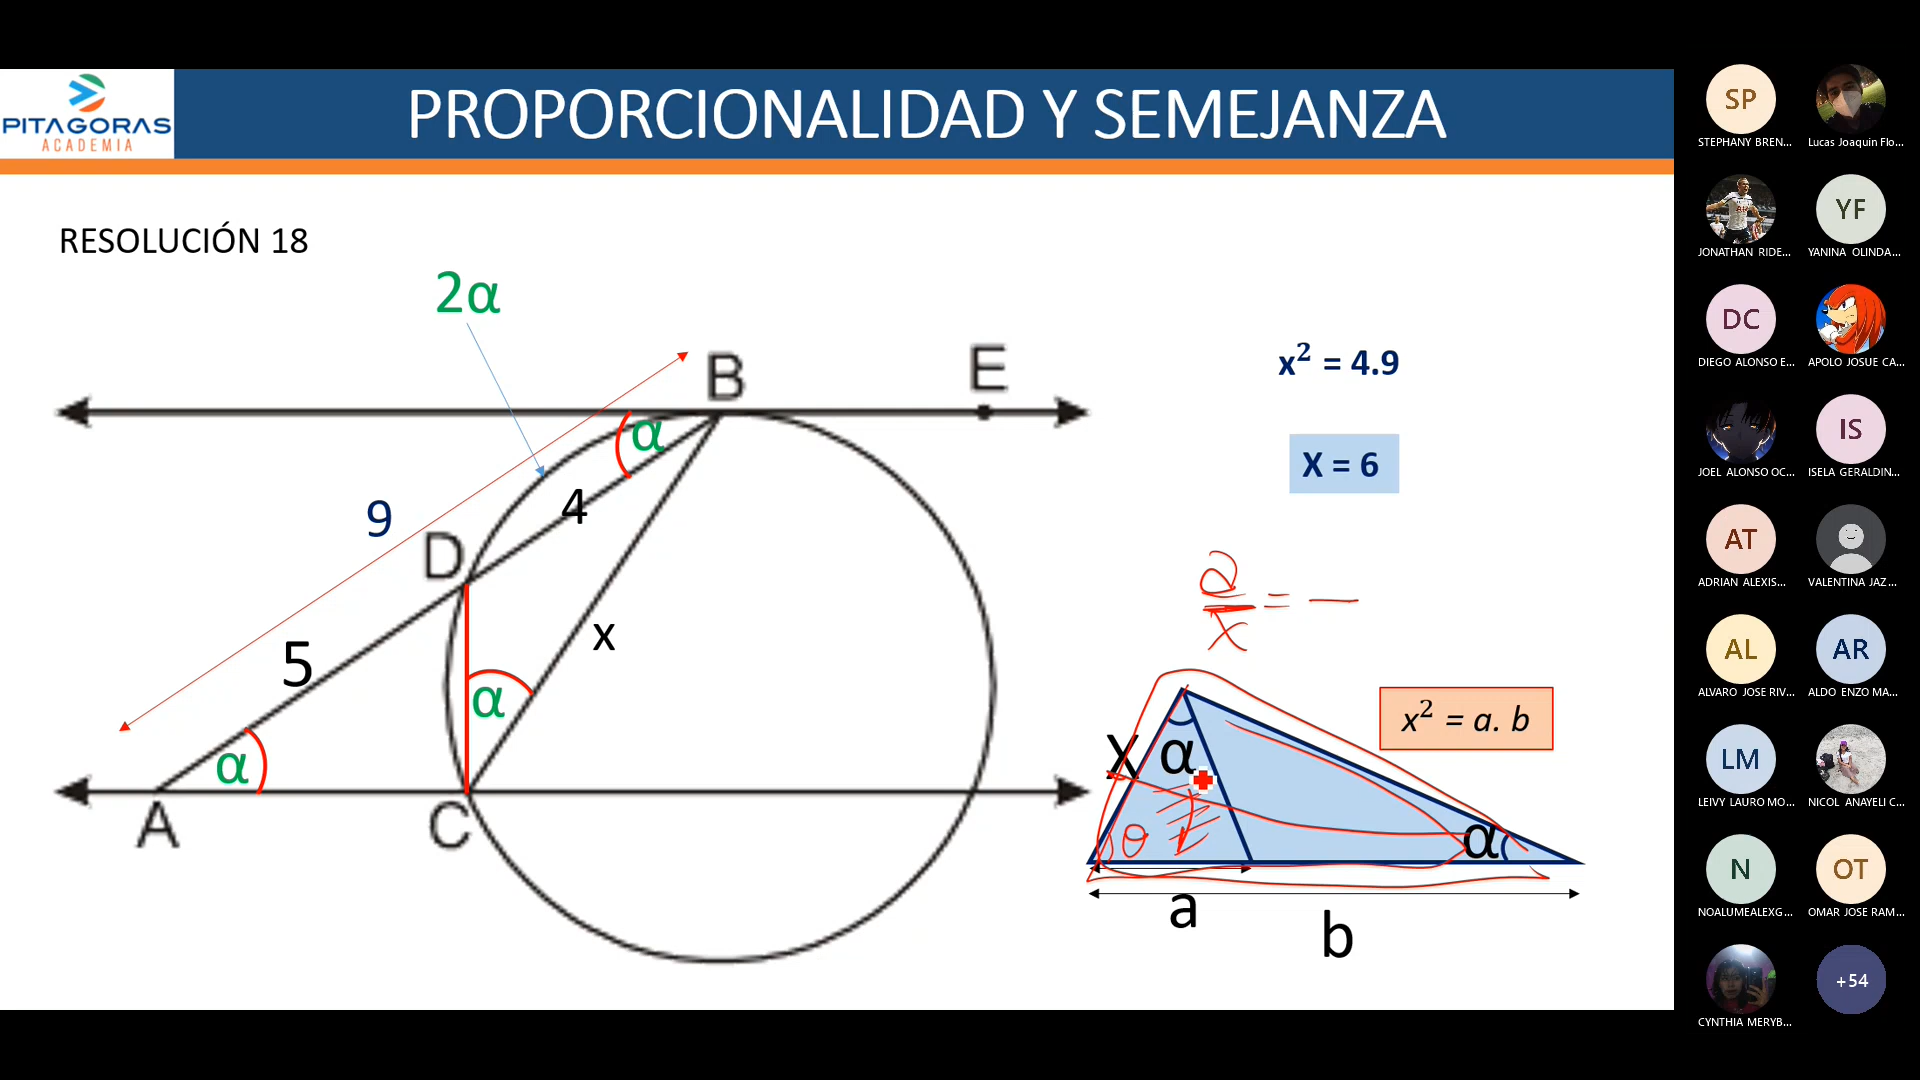 PITAGORAS
ACADEMIA
PROPORCIONALIDAD Y SEMEJANZA
RESOLUCIÓN 18
2α
B
E
α
4
9
D
5
x
α
α
A
C
x² = 4.9
X = 6
a/x = —
x² = a. b
X
α
θ
α
a
b
SP
STEPHANY BREN...
Lucas Joaquin Flo...
JONATHAN RIDE...
YF
YANINA OLINDA...
DC
DIEGO ALONSO E...
APOLO JOSUE CA...
JOEL ALONSO OC...
IS
ISELA GERALDIN...
AT
ADRIAN ALEXIS...
VALENTINA JAZ...
AL
ALVARO JOSE RIV...
AR
ALDO ENZO MA...
LM
LEIVY LAURO MO...
NICOL ANAYELI C...
N
NOALUMEALEXG...
OT
OMAR JOSE RAM...
CYNTHIA MERYB...
+54